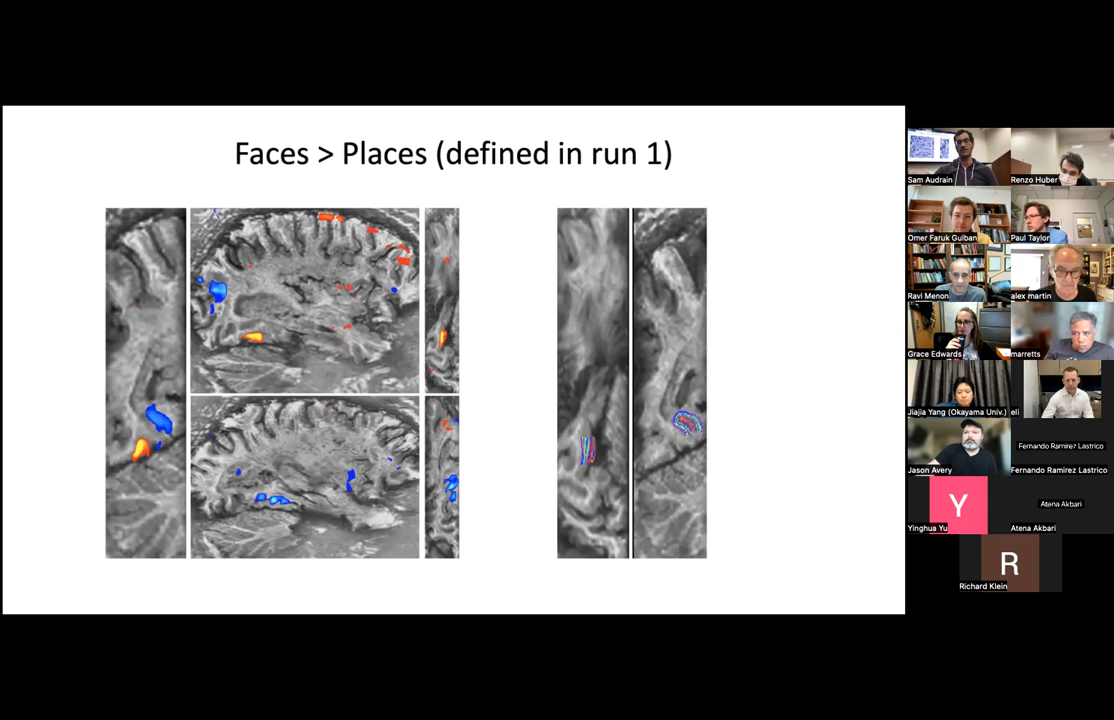 Faces > Places (defined in run 1)
Sam Audrain
Renzo Huber
Omer Faruk Gulban
Paul Taylor
Ravi Menon
alex martin
Grace Edwards
marretts
Jiajia Yang (Okayama Univ.)
eli
Jason Avery
Fernando Ramirez Lastrico
Fernando Ramirez Lastrico
Y
Yinghua Yu
Atena Akbari
Atena Akbari
R
Richard Klein